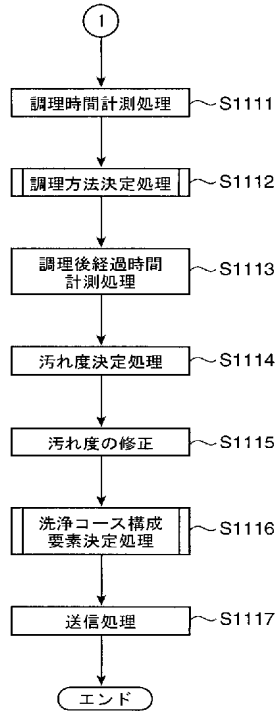 1
調理時間計測処理 S1111
調理方法決定処理 S1112
調理後経過時間
計測処理 S1113
汚れ度決定処理 S1114
汚れ度の修正 S1115
洗浄コース構成
要素決定処理 S1116
送信処理 S1117
エンド